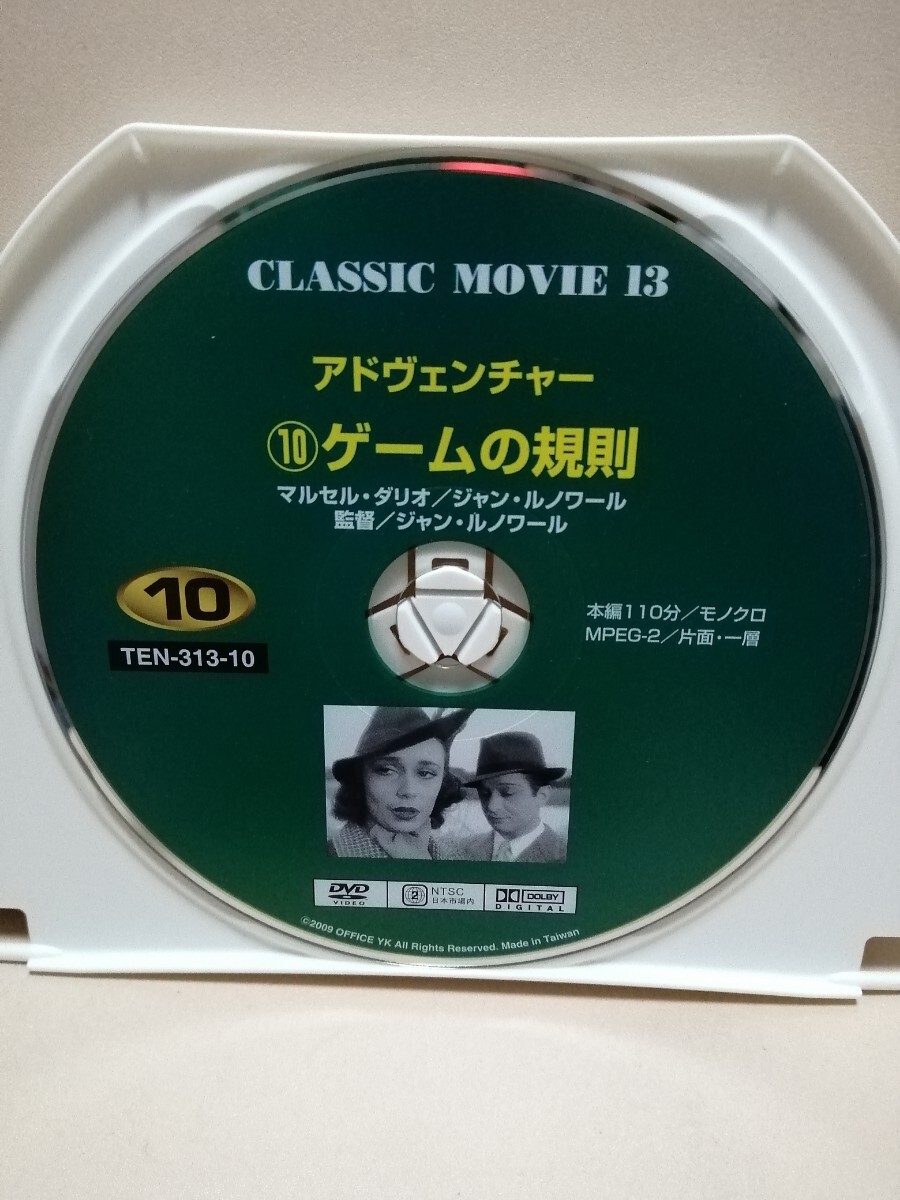 CLASSIC MOVIE 13
アドヴェンチャー
⑩ゲームの規則
マルセル・ダリオ／ジャン・ルノワール
監督／ジャン・ルノワール
10
TEN-313-10
本編110分／モノクロ
MPEG-2／片面・一層
DVD
VIDEO
2
NTSC
日本市場内
DOLBY
DIGITAL
©2009 OFFICE YK All Rights Reserved. Made in Taiwan